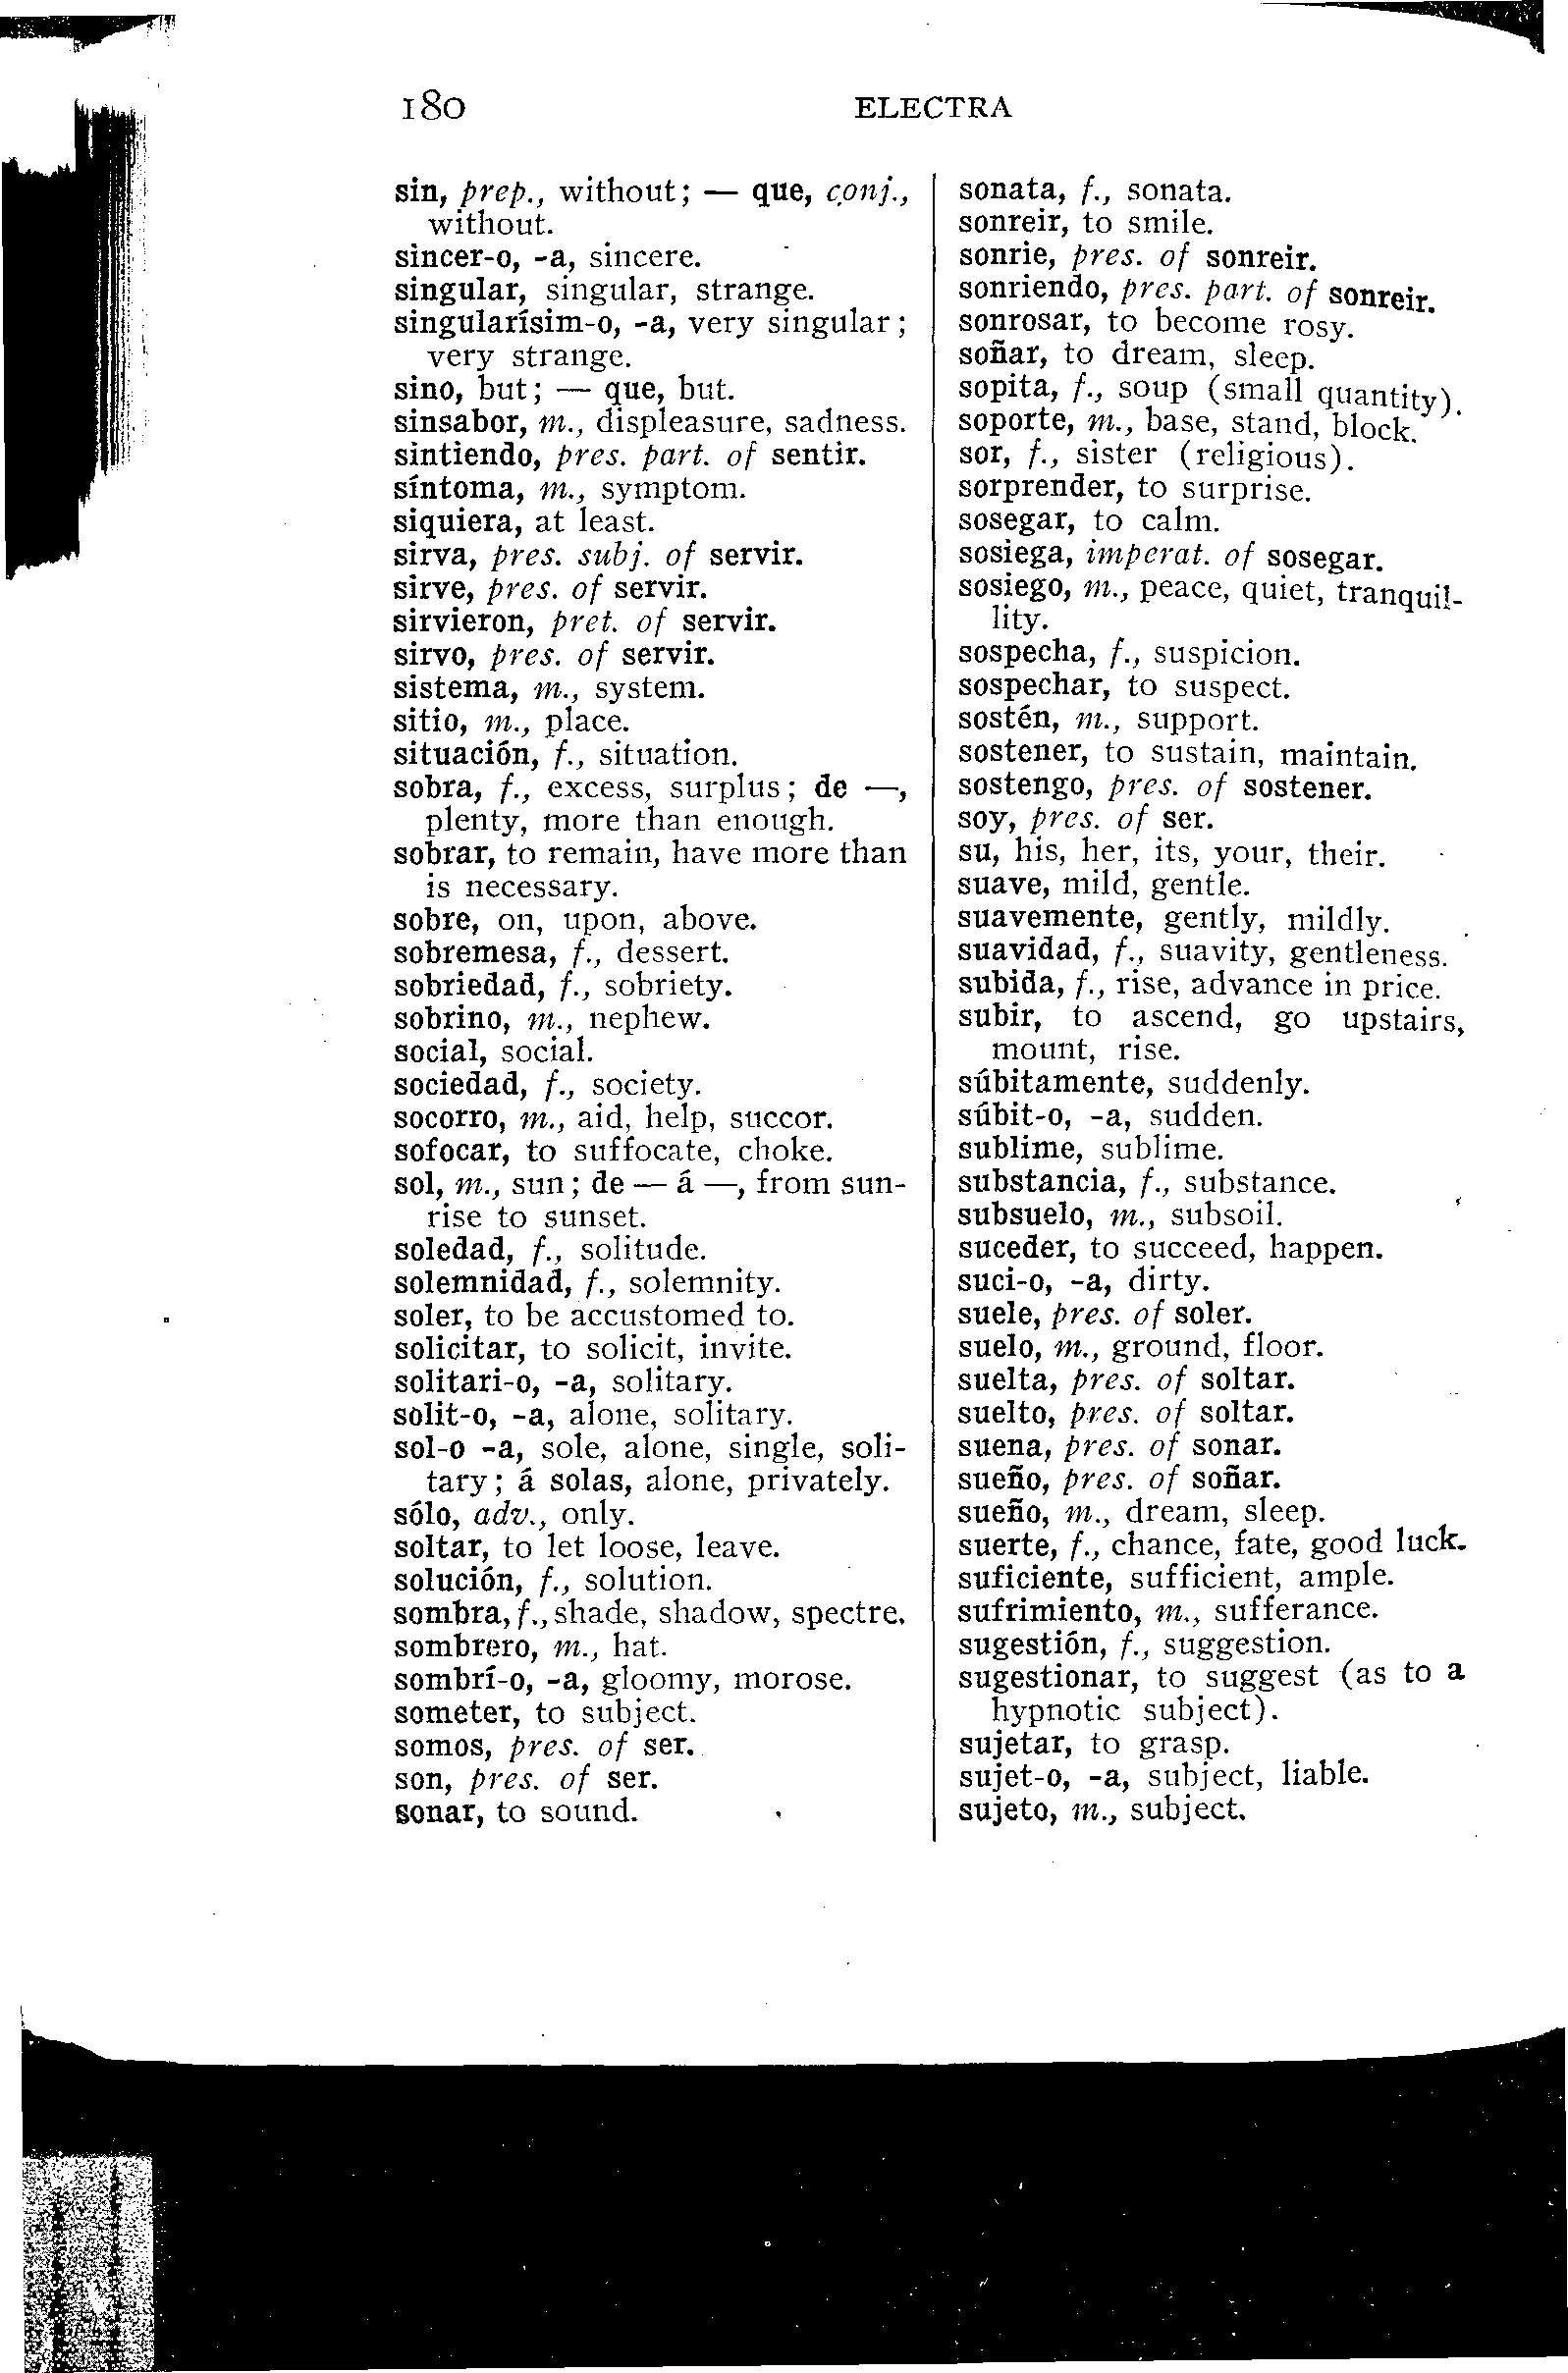 180
ELECTRA
sin, prep., without; — que, conj.,
without.
sincer-o, -a, sincere.
singular, singular, strange.
singularísim-o, -a, very singular;
very strange.
sino, but; — que, but.
sinsabor, m., displeasure, sadness.
sintiendo, pres. part. of sentir.
síntoma, m., symptom.
siquiera, at least.
sirva, pres. subj. of servir.
sirve, pres. of servir.
sirvieron, pret. of servir.
sirvo, pres. of servir.
sistema, m., system.
sitio, m., place.
situación, f., situation.
sobra, f., excess, surplus; de —,
plenty, more than enough.
sobrar, to remain, have more than
is necessary.
sobre, on, upon, above.
sobremesa, f., dessert.
sobriedad, f., sobriety.
sobrino, m., nephew.
social, social.
sociedad, f., society.
socorro, m., aid, help, succor.
sofocar, to suffocate, choke.
sol, m., sun; de — á —, from sun-
rise to sunset.
soledad, f., solitude.
solemnidad, f., solemnity.
soler, to be accustomed to.
solicitar, to solicit, invite.
solitari-o, -a, solitary.
solit-o, -a, alone, solitary.
sol-o -a, sole, alone, single, soli-
tary; á solas, alone, privately.
sólo, adv., only.
soltar, to let loose, leave.
solución, f., solution.
sombra, f., shade, shadow, spectre.
sombrero, m., hat.
sombrí-o, -a, gloomy, morose.
someter, to subject.
somos, pres. of ser.
son, pres. of ser.
sonar, to sound.
sonata, f., sonata.
sonreir, to smile.
sonrie, pres. of sonreir.
sonriendo, pres. part. of sonreir.
sonrosar, to become rosy.
soñar, to dream, sleep.
sopita, f., soup (small quantity).
soporte, m., base, stand, block.
sor, f., sister (religious).
sorprender, to surprise.
sosegar, to calm.
sosiega, imperat. of sosegar.
sosiego, m., peace, quiet, tranquil-
lity.
sospecha, f., suspicion.
sospechar, to suspect.
sostén, m., support.
sostener, to sustain, maintain.
sostengo, pres. of sostener.
soy, pres. of ser.
su, his, her, its, your, their.
suave, mild, gentle.
suavemente, gently, mildly.
suavidad, f., suavity, gentleness.
subida, f., rise, advance in price.
subir, to ascend, go upstairs,
mount, rise.
súbitamente, suddenly.
súbit-o, -a, sudden.
sublime, sublime.
substancia, f., substance.
subsuelo, m., subsoil.
suceder, to succeed, happen.
suci-o, -a, dirty.
suele, pres. of soler.
suelo, m., ground, floor.
suelta, pres. of soltar.
suelto, pres. of soltar.
suena, pres. of sonar.
sueño, pres. of soñar.
sueño, m., dream, sleep.
suerte, f., chance, fate, good luck.
suficiente, sufficient, ample.
sufrimiento, m., sufferance.
sugestión, f., suggestion.
sugestionar, to suggest (as to a
hypnotic subject).
sujetar, to grasp.
sujet-o, -a, subject, liable.
sujeto, m., subject.